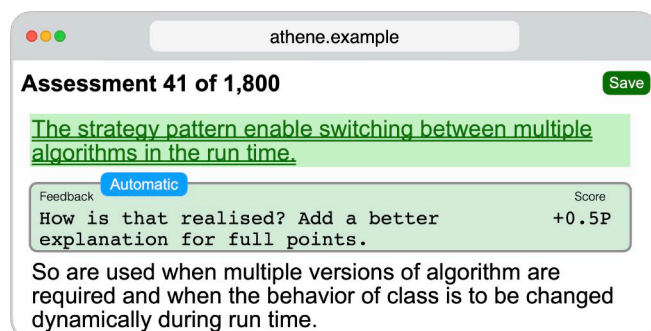 athene.example
Assessment 41 of 1,800
Save
The strategy pattern enable switching between multiple
algorithms in the run time.
Automatic
Feedback
Score
How is that realised? Add a better
+0.5P
explanation for full points.
So are used when multiple versions of algorithm are
required and when the behavior of class is to be changed
dynamically during run time.